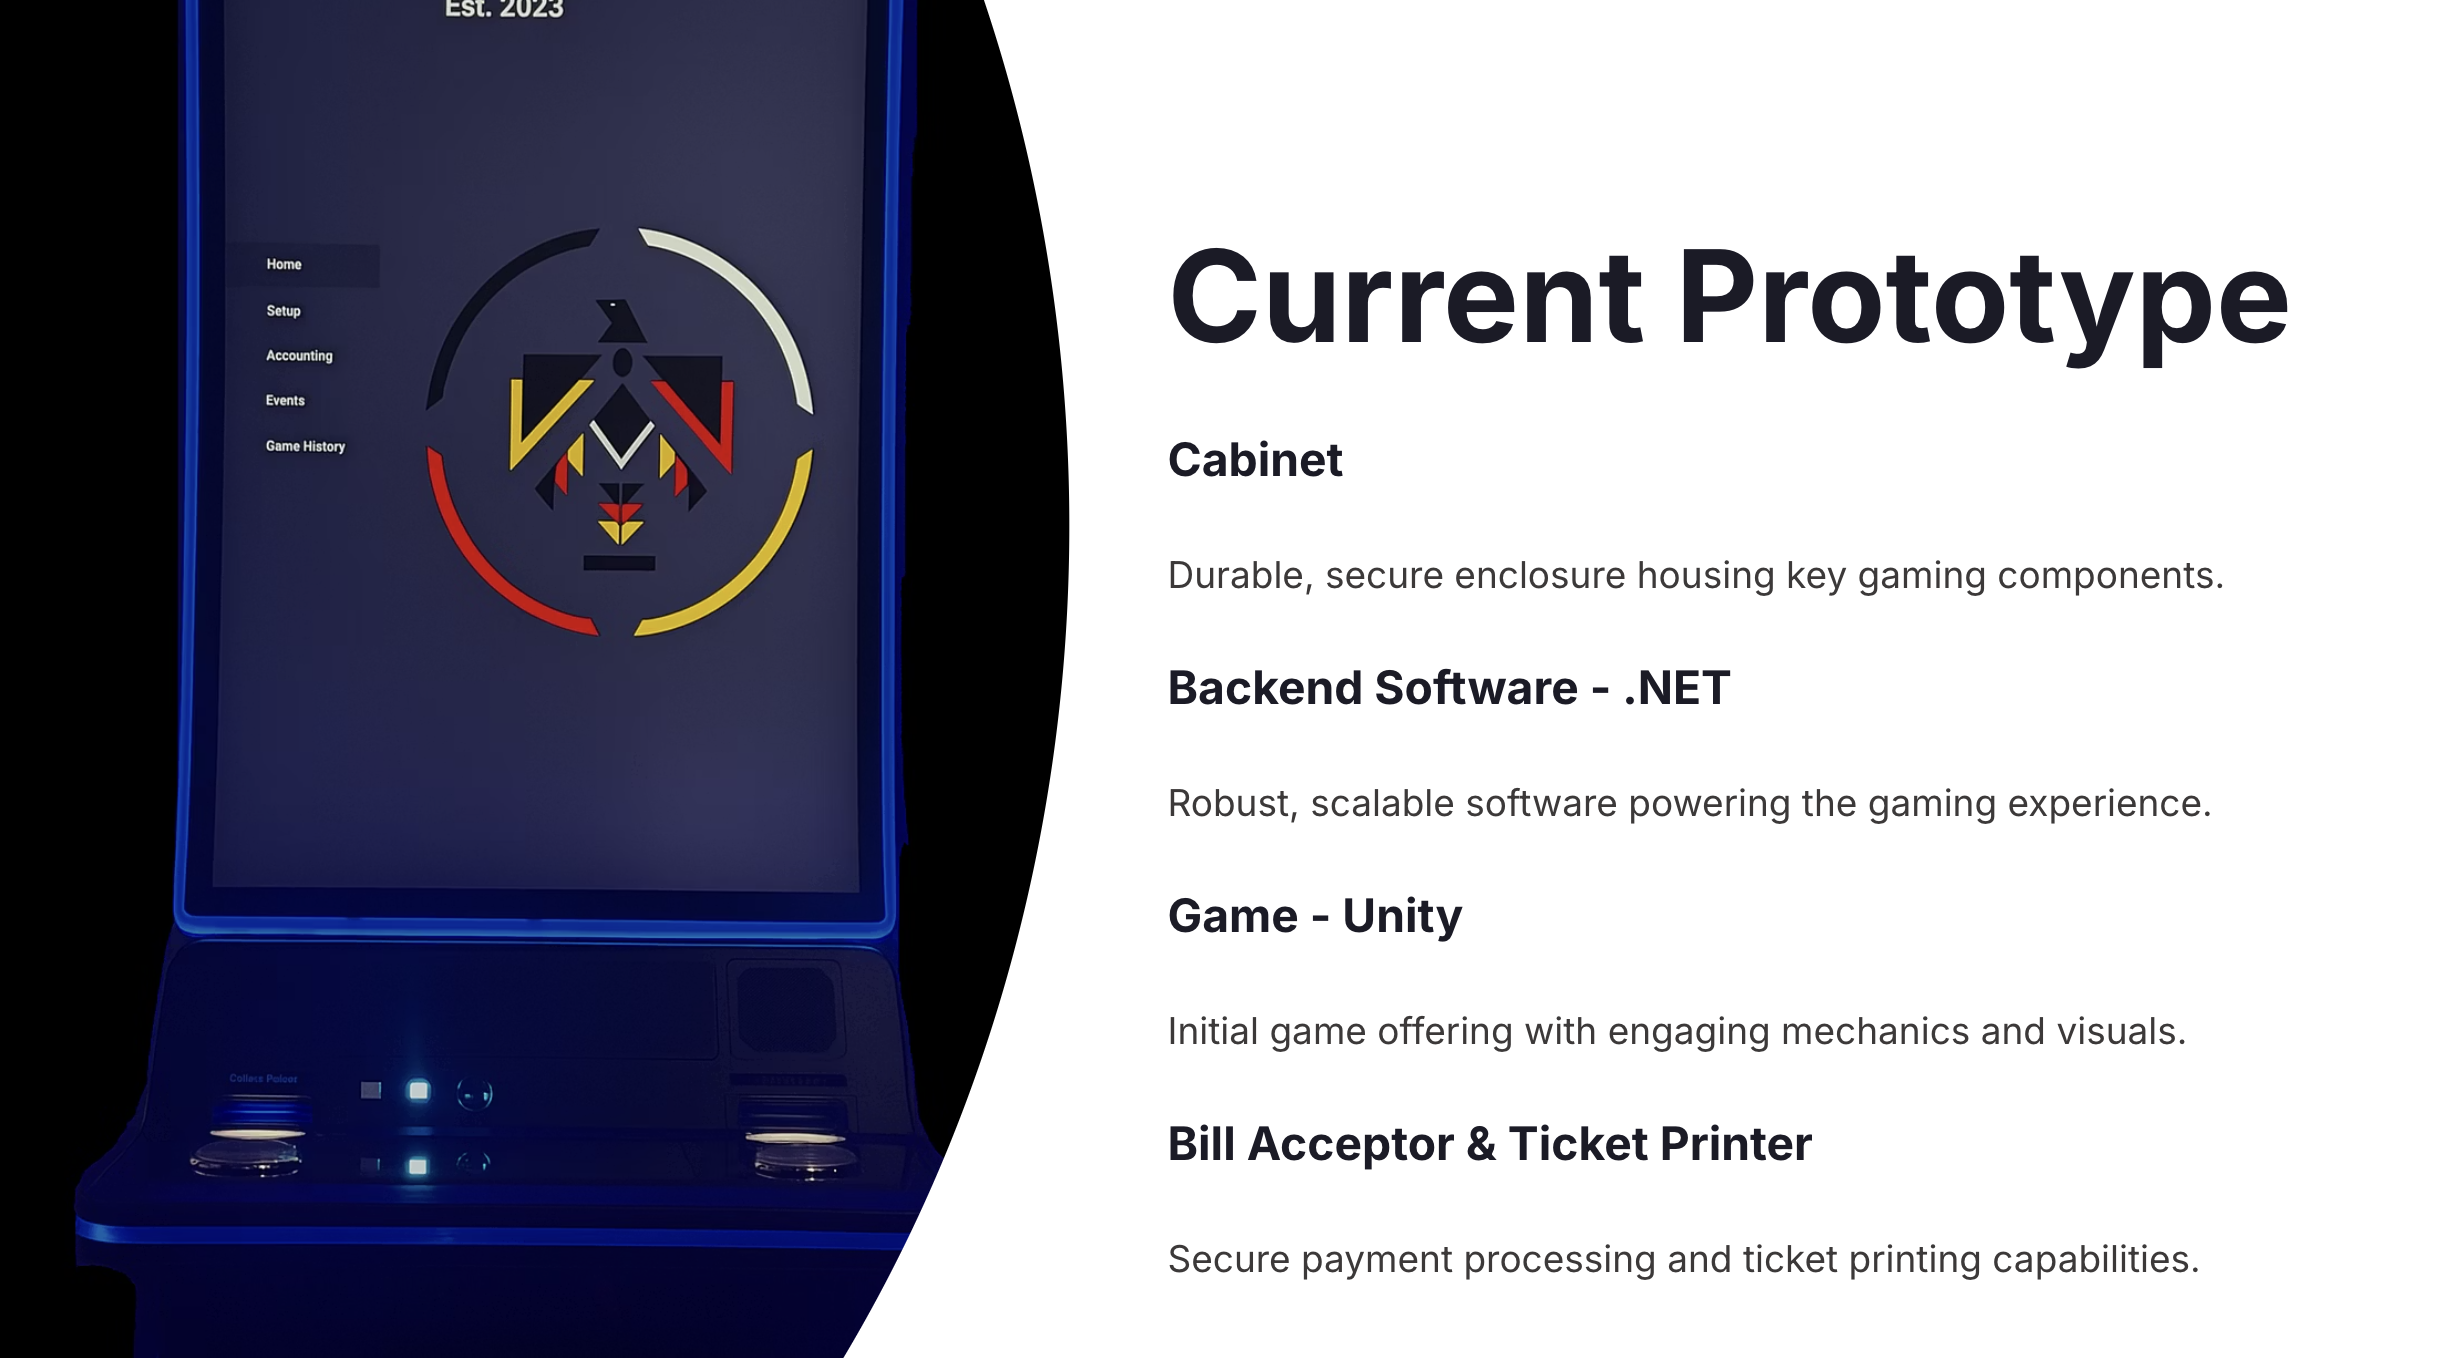 Est. 2023
Home
Setup
Accounting
Events
Game History
Current Prototype
Cabinet
Durable, secure enclosure housing key gaming components.
Backend Software - .NET
Robust, scalable software powering the gaming experience.
Game - Unity
Initial game offering with engaging mechanics and visuals.
Bill Acceptor & Ticket Printer
Secure payment processing and ticket printing capabilities.